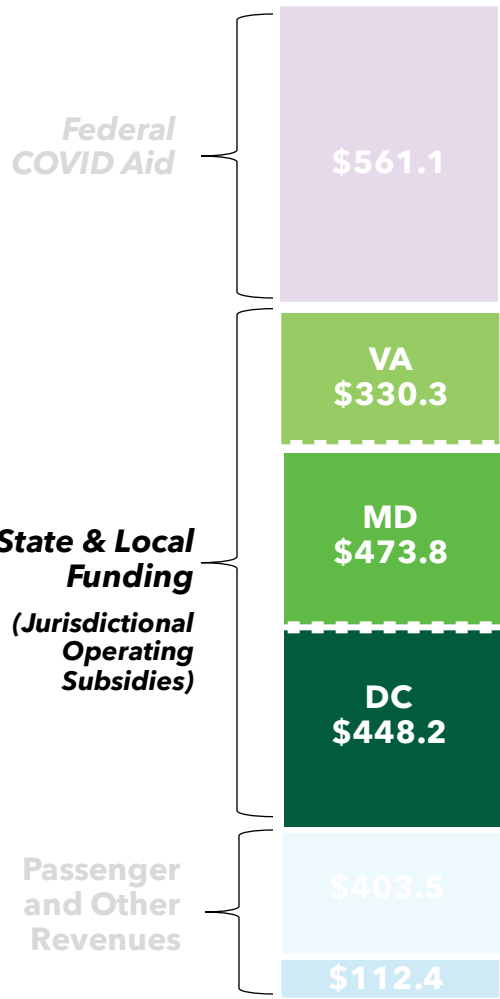 Federal
COVID Aid
$561.1
VA
$330.3
MD
$473.8
State & Local
Funding
(Jurisdictional
Operating
Subsidies)
DC
$448.2
Passenger
and Other
Revenues
$403.5
$112.4